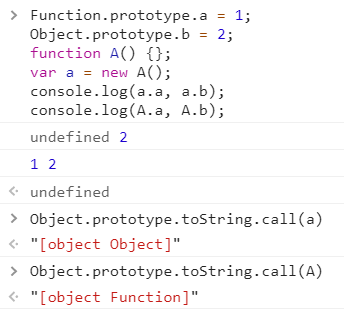 > Function.prototype.a = 1;
Object.prototype.b = 2;
function A() {};
var a = new A();
console.log(a.a, a.b);
console.log(A.a, A.b);
undefined 2
1 2
< undefined
> Object.prototype.toString.call(a)
< "[object Object]"
> Object.prototype.toString.call(A)
< "[object Function]"